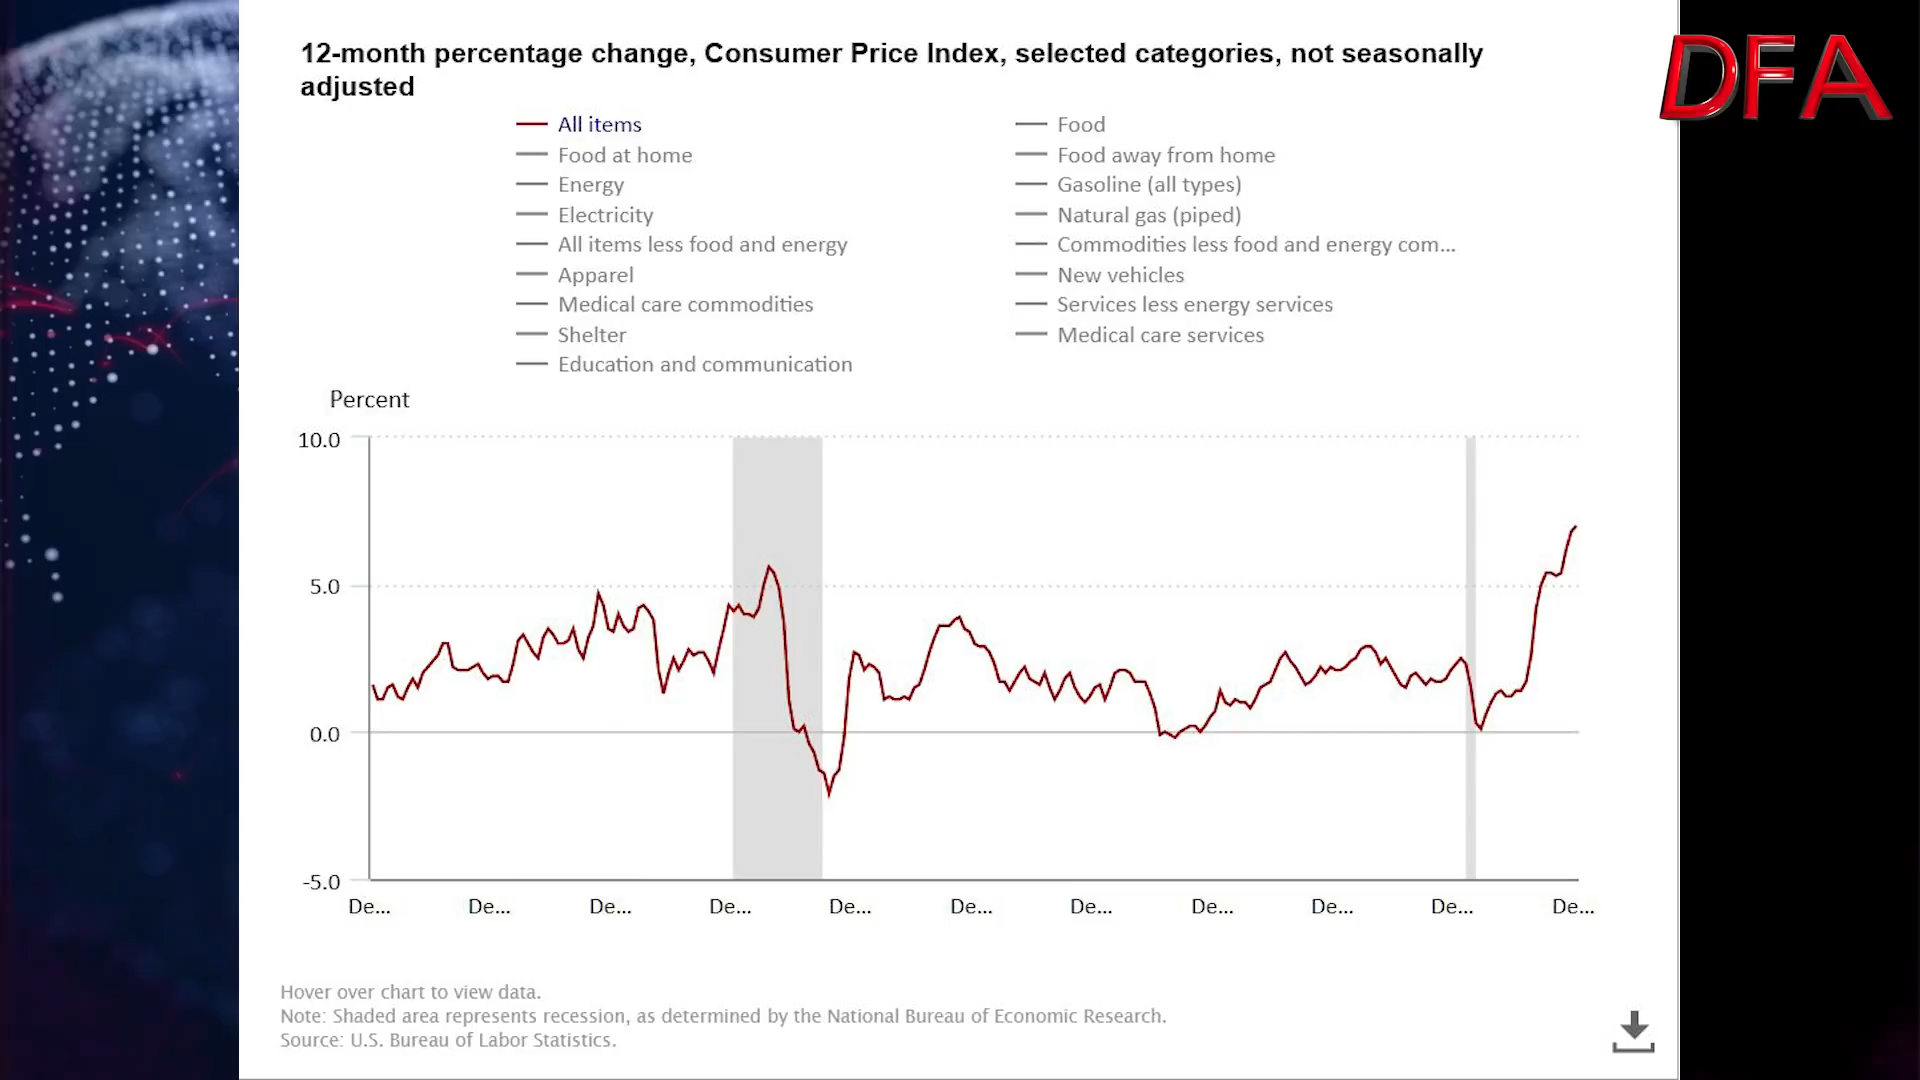 12-month percentage change, Consumer Price Index, selected categories, not seasonally
adjusted
DFA
All items
Food
Food at home
Food away from home
Energy
Gasoline (all types)
Electricity
Natural gas (piped)
All items less food and energy
Commodities less food and energy com...
Apparel
New vehicles
Medical care commodities
Services less energy services
Shelter
Medical care services
Education and communication
Percent
10.0
5.0
0.0
-5.0
De... De... De... De... De... De... De... De... De... De... De...
Hover over chart to view data.
Note: Shaded area represents recession, as determined by the National Bureau of Economic Research.
Source: U.S. Bureau of Labor Statistics.